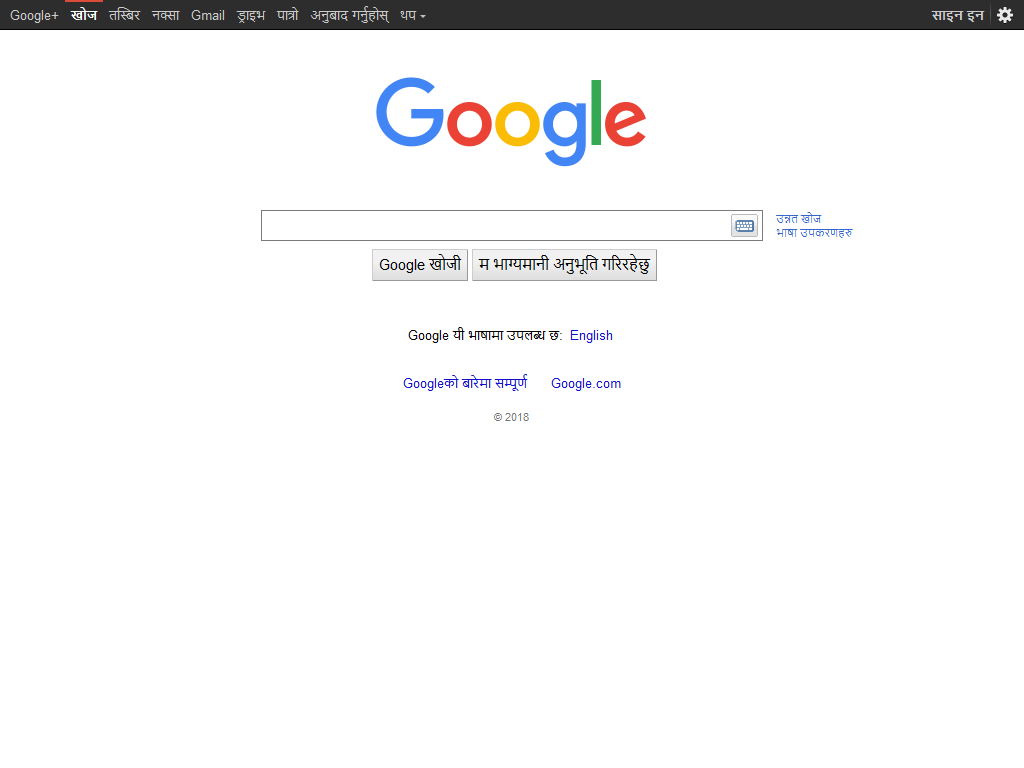 Google+ खोज तस्बिर नक्सा Gmail ड्राइभ पात्रो अनुबाद गर्नुहोस् थप साइन इन
Google
उन्नत खोज
भाषा उपकरणहरु
Google खोजी म भाग्यमानी अनुभूति गरिरहेछु
Google यी भाषामा उपलब्ध छ: English
Googleको बारेमा सम्पूर्ण Google.com
© 2018